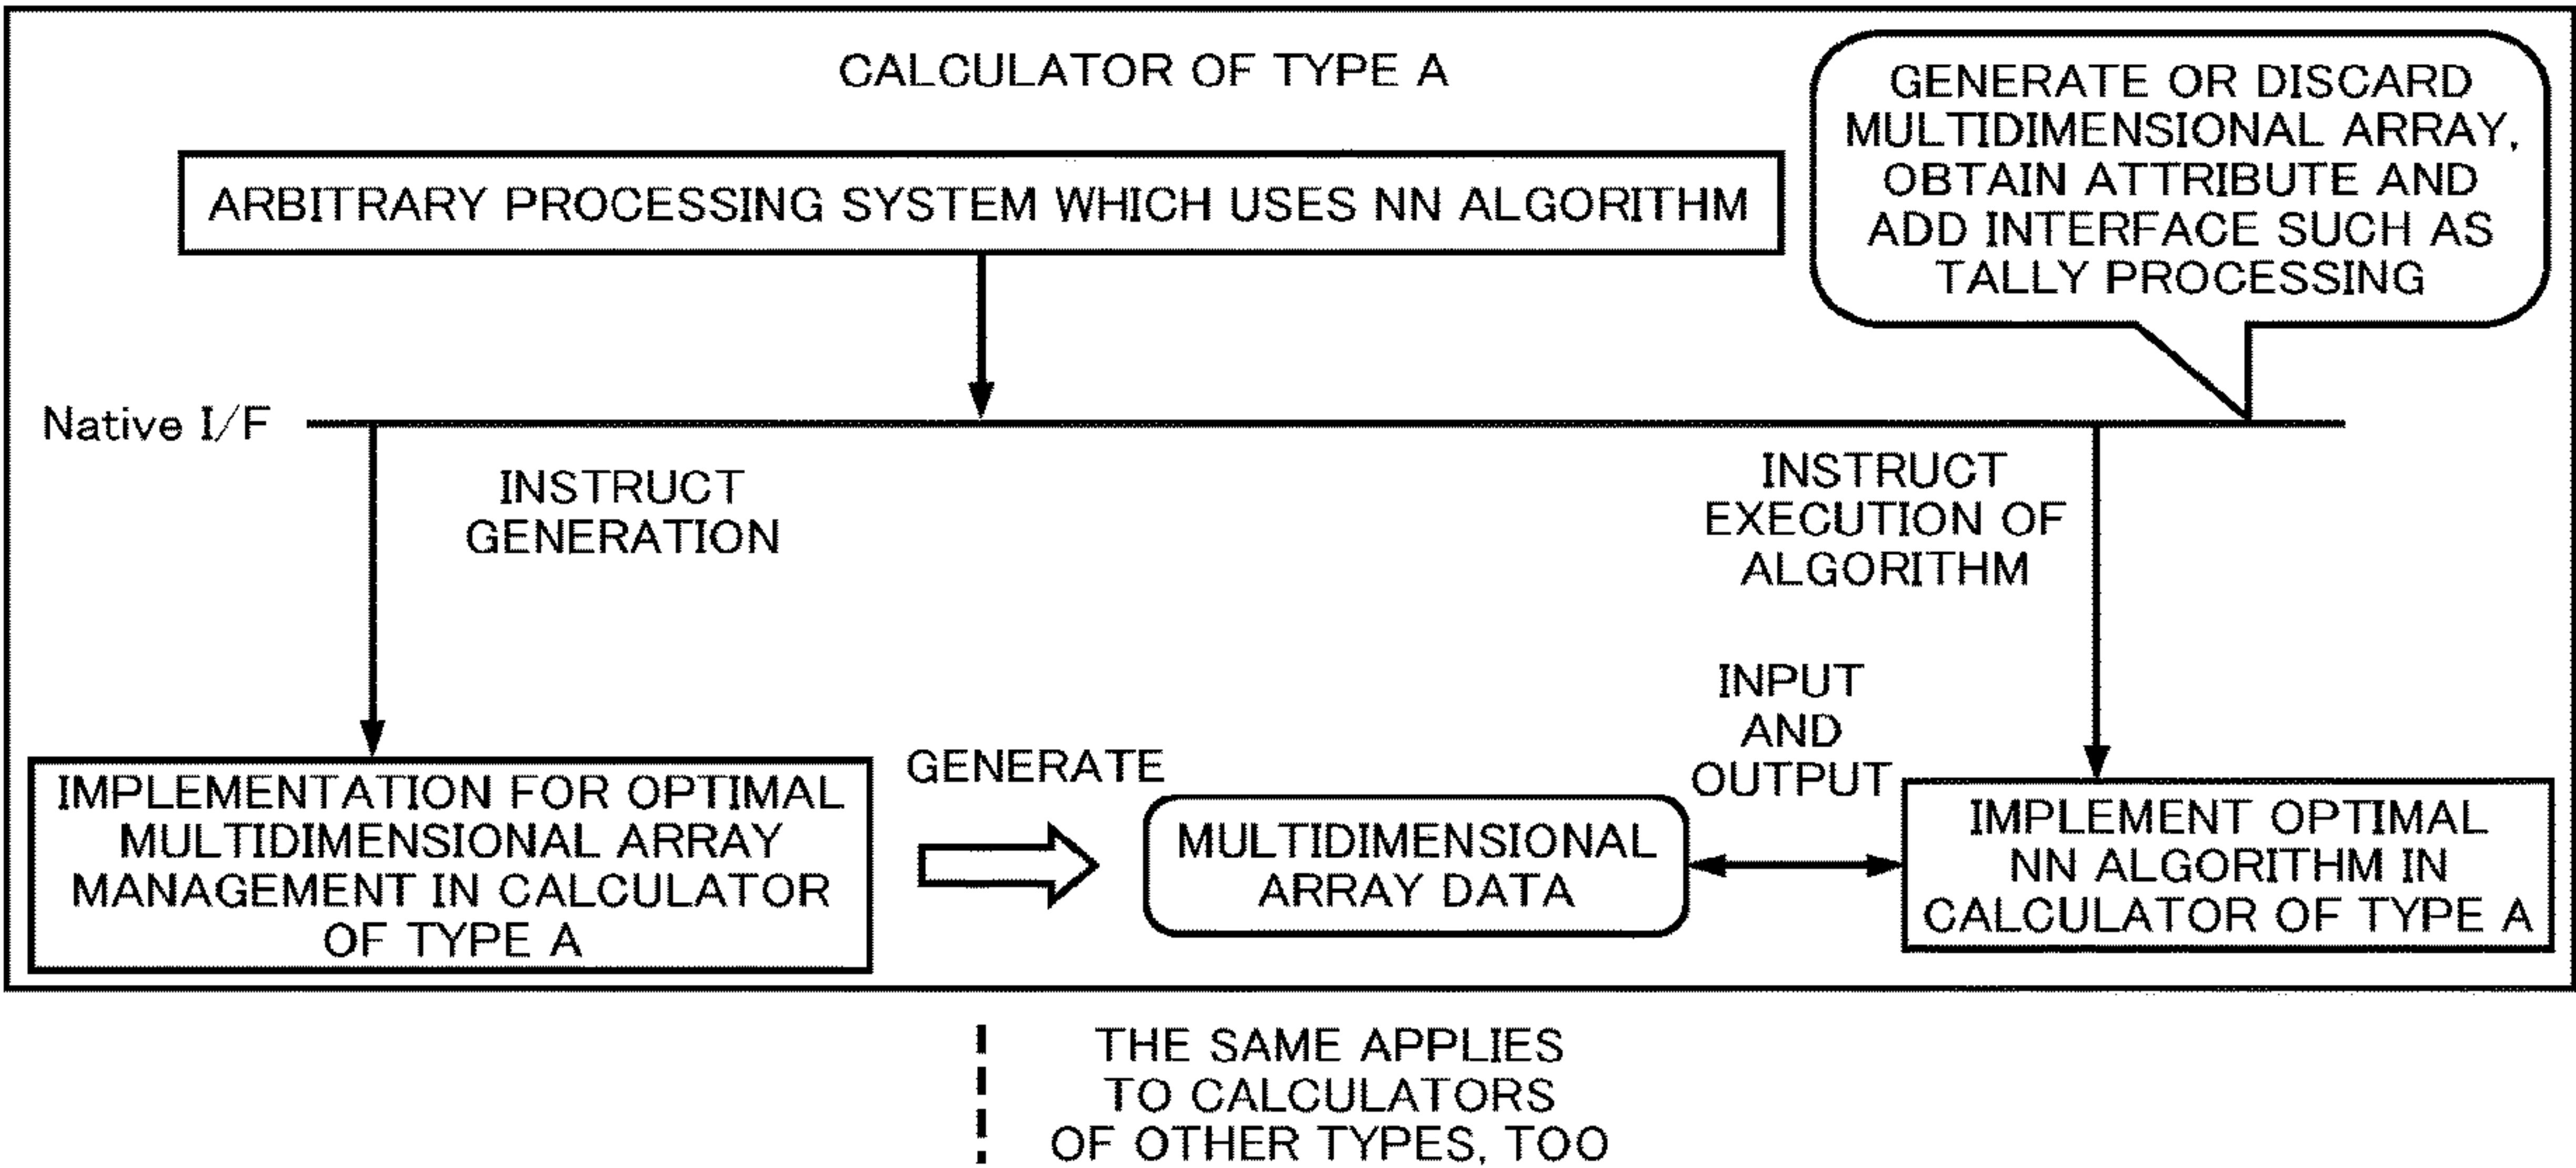 CALCULATOR OF TYPE A
GENERATE OR DISCARD
MULTIDIMENSIONAL ARRAY,
OBTAIN ATTRIBUTE AND
ADD INTERFACE SUCH AS
TALLY PROCESSING
ARBITRARY PROCESSING SYSTEM WHICH USES NN ALGORITHM
Native I/F
INSTRUCT
GENERATION
INSTRUCT
EXECUTION OF
ALGORITHM
IMPLEMENTATION FOR OPTIMAL
MULTIDIMENSIONAL ARRAY
MANAGEMENT IN CALCULATOR
OF TYPE A
GENERATE
MULTIDIMENSIONAL
ARRAY DATA
INPUT
AND
OUTPUT
IMPLEMENT OPTIMAL
NN ALGORITHM IN
CALCULATOR OF TYPE A
THE SAME APPLIES
TO CALCULATORS
OF OTHER TYPES, TOO